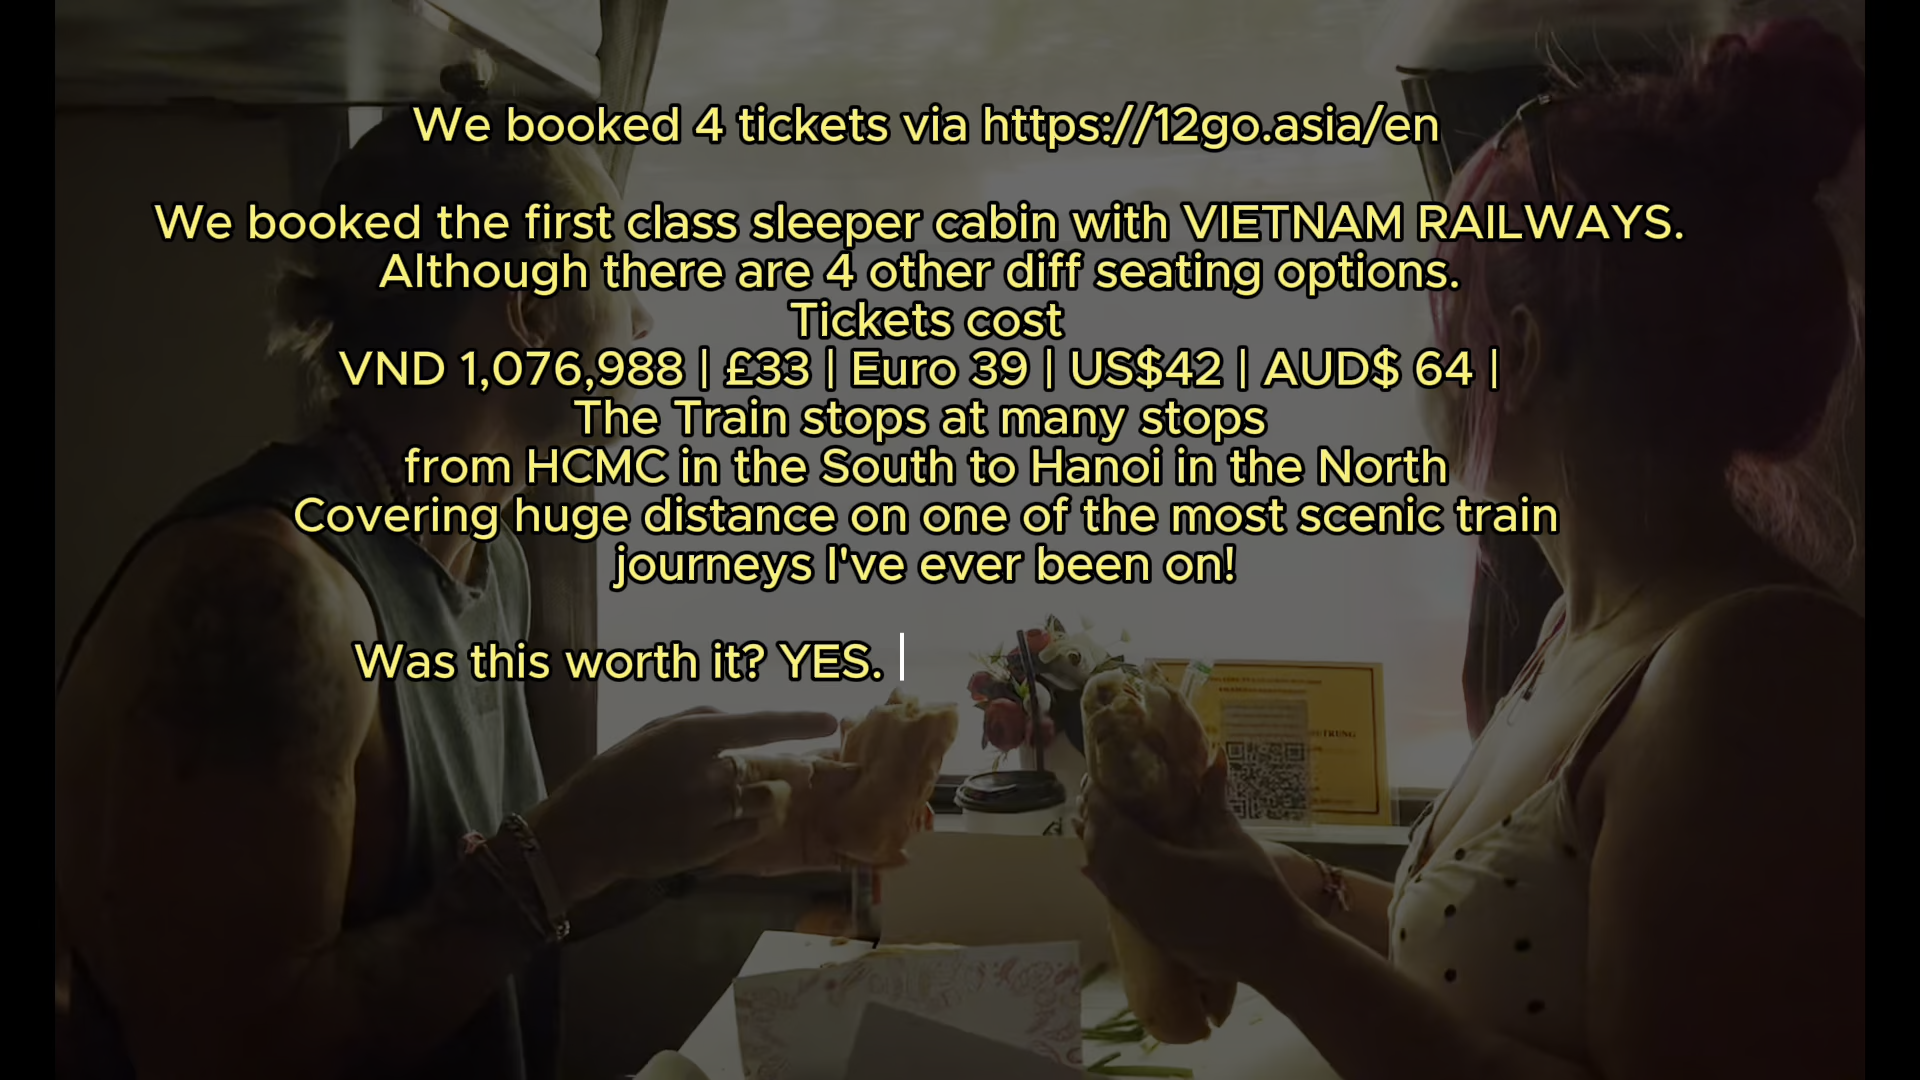 We booked 4 tickets via https://12go.asia/en
We booked the first class sleeper cabin with VIETNAM RAILWAYS.
Although there are 4 other diff seating options.
Tickets cost
VND 1,076,988 | £33 | Euro 39 | US$42 | AUD$ 64 |
The Train stops at many stops
from HCMC in the South to Hanoi in the North
Covering huge distance on one of the most scenic train
journeys I've ever been on!
Was this worth it? YES.